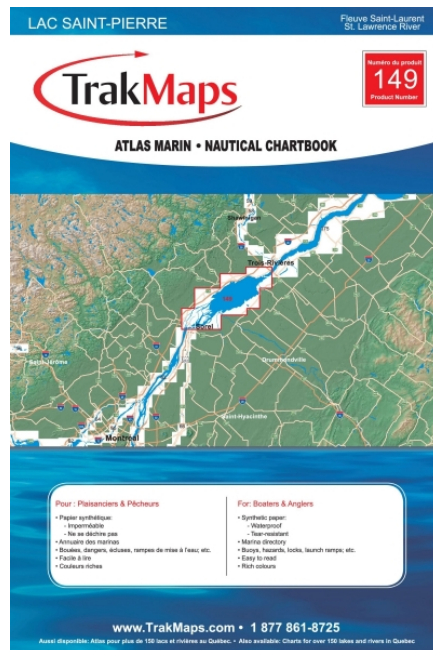 LAC SAINT-PIERRE
Fleuve Saint-Laurent
St. Lawrence River
Numéro du produit
149
Product Number
TrakMaps
ATLAS MARIN • NAUTICAL CHARTBOOK
Shawinigan
Trois-Rivières
149
Sorel
Saint-Jérôme
Drummondville
Saint-Hyacinthe
Montréal
Pour : Plaisanciers & Pêcheurs
• Papier synthétique:
- Imperméable
- Ne se déchire pas
• Annuaire des marinas
• Bouées, dangers, écluses, rampes de mise à l'eau; etc.
• Facile à lire
• Couleurs riches
For: Boaters & Anglers
• Synthetic paper:
- Waterproof
- Tear-resistant
• Marina directory
• Buoys, hazards, locks, launch ramps; etc.
• Easy to read
• Rich colours
www.TrakMaps.com • 1 877 861-8725
Aussi disponible: Atlas pour plus de 150 lacs et rivières au Québec. • Also available: Charts for over 150 lakes and rivers in Quebec